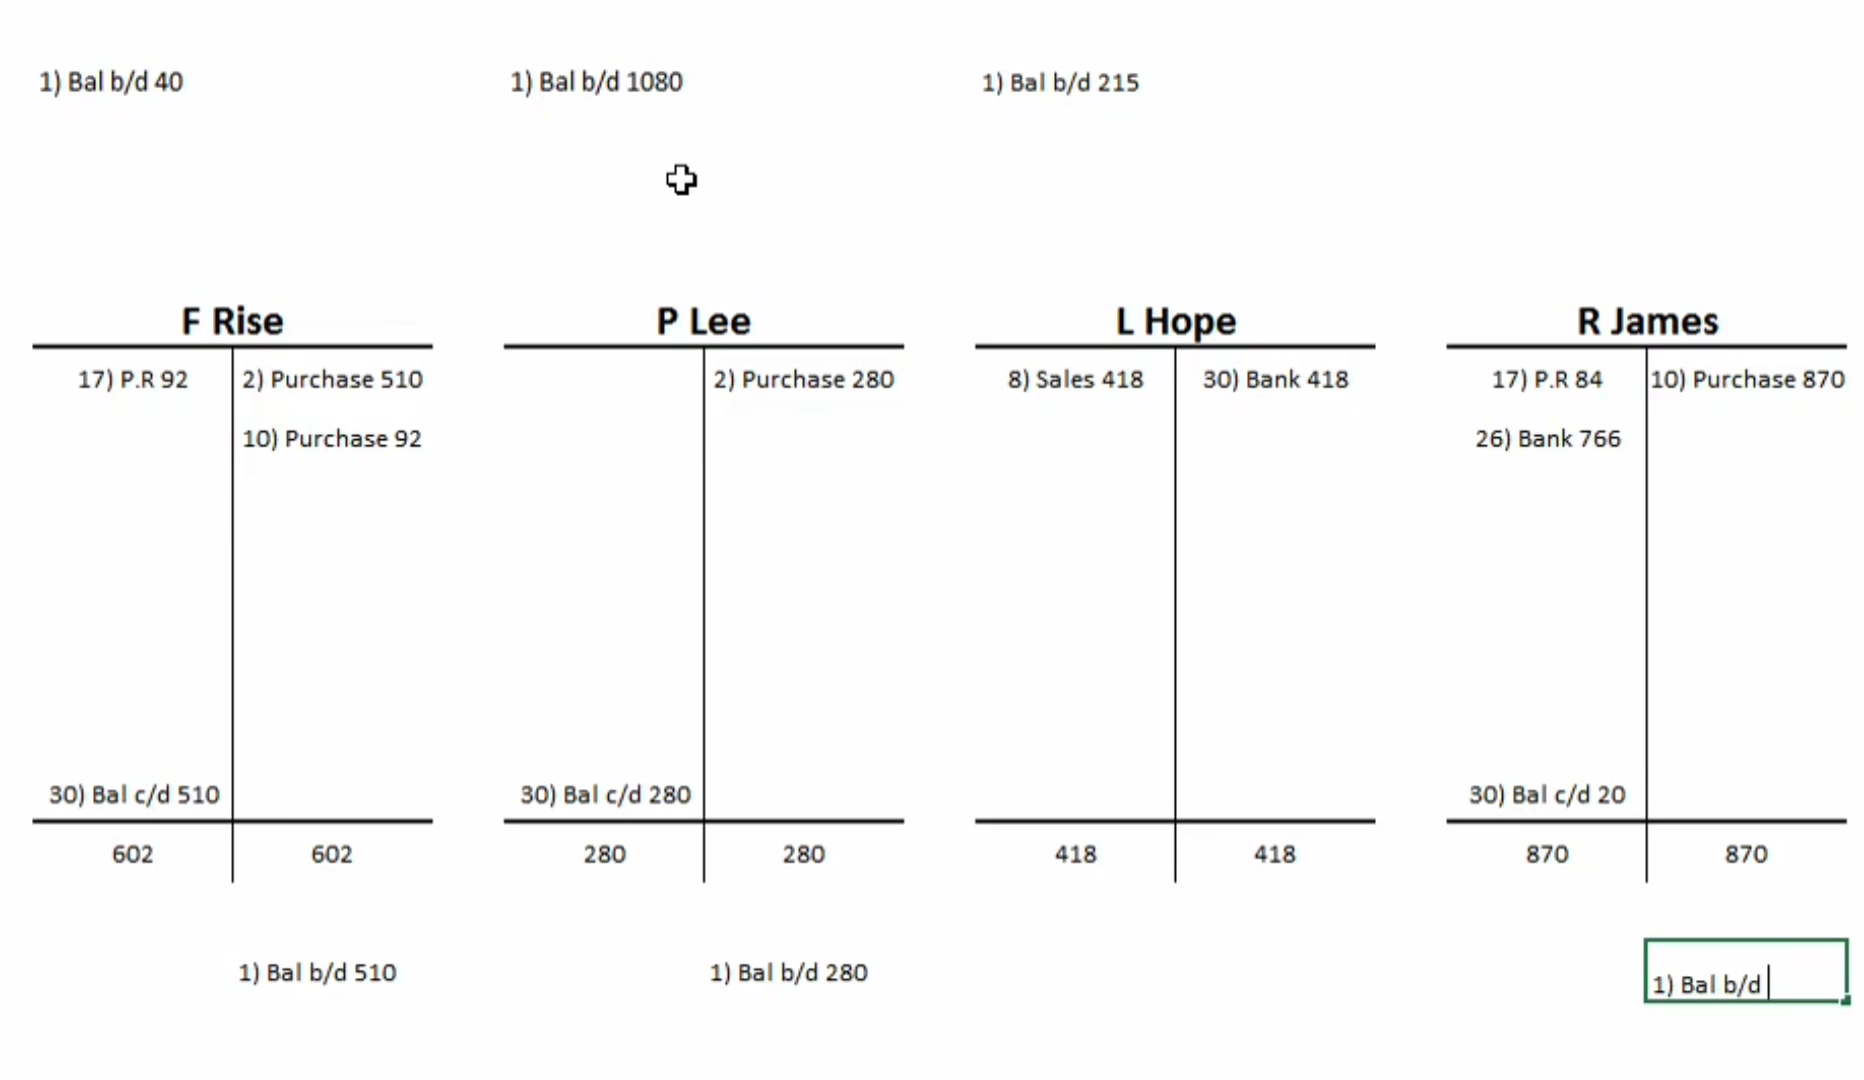 1) Bal b/d 40
1) Bal b/d 1080
1) Bal b/d 215
F Rise
17) P.R 92
2) Purchase 510
10) Purchase 92
30) Bal c/d 510
602
602
1) Bal b/d 510
P Lee
2) Purchase 280
30) Bal c/d 280
280
280
1) Bal b/d 280
L Hope
8) Sales 418
30) Bank 418
418
418
R James
17) P.R 84
10) Purchase 870
26) Bank 766
30) Bal c/d 20
870
870
1) Bal b/d